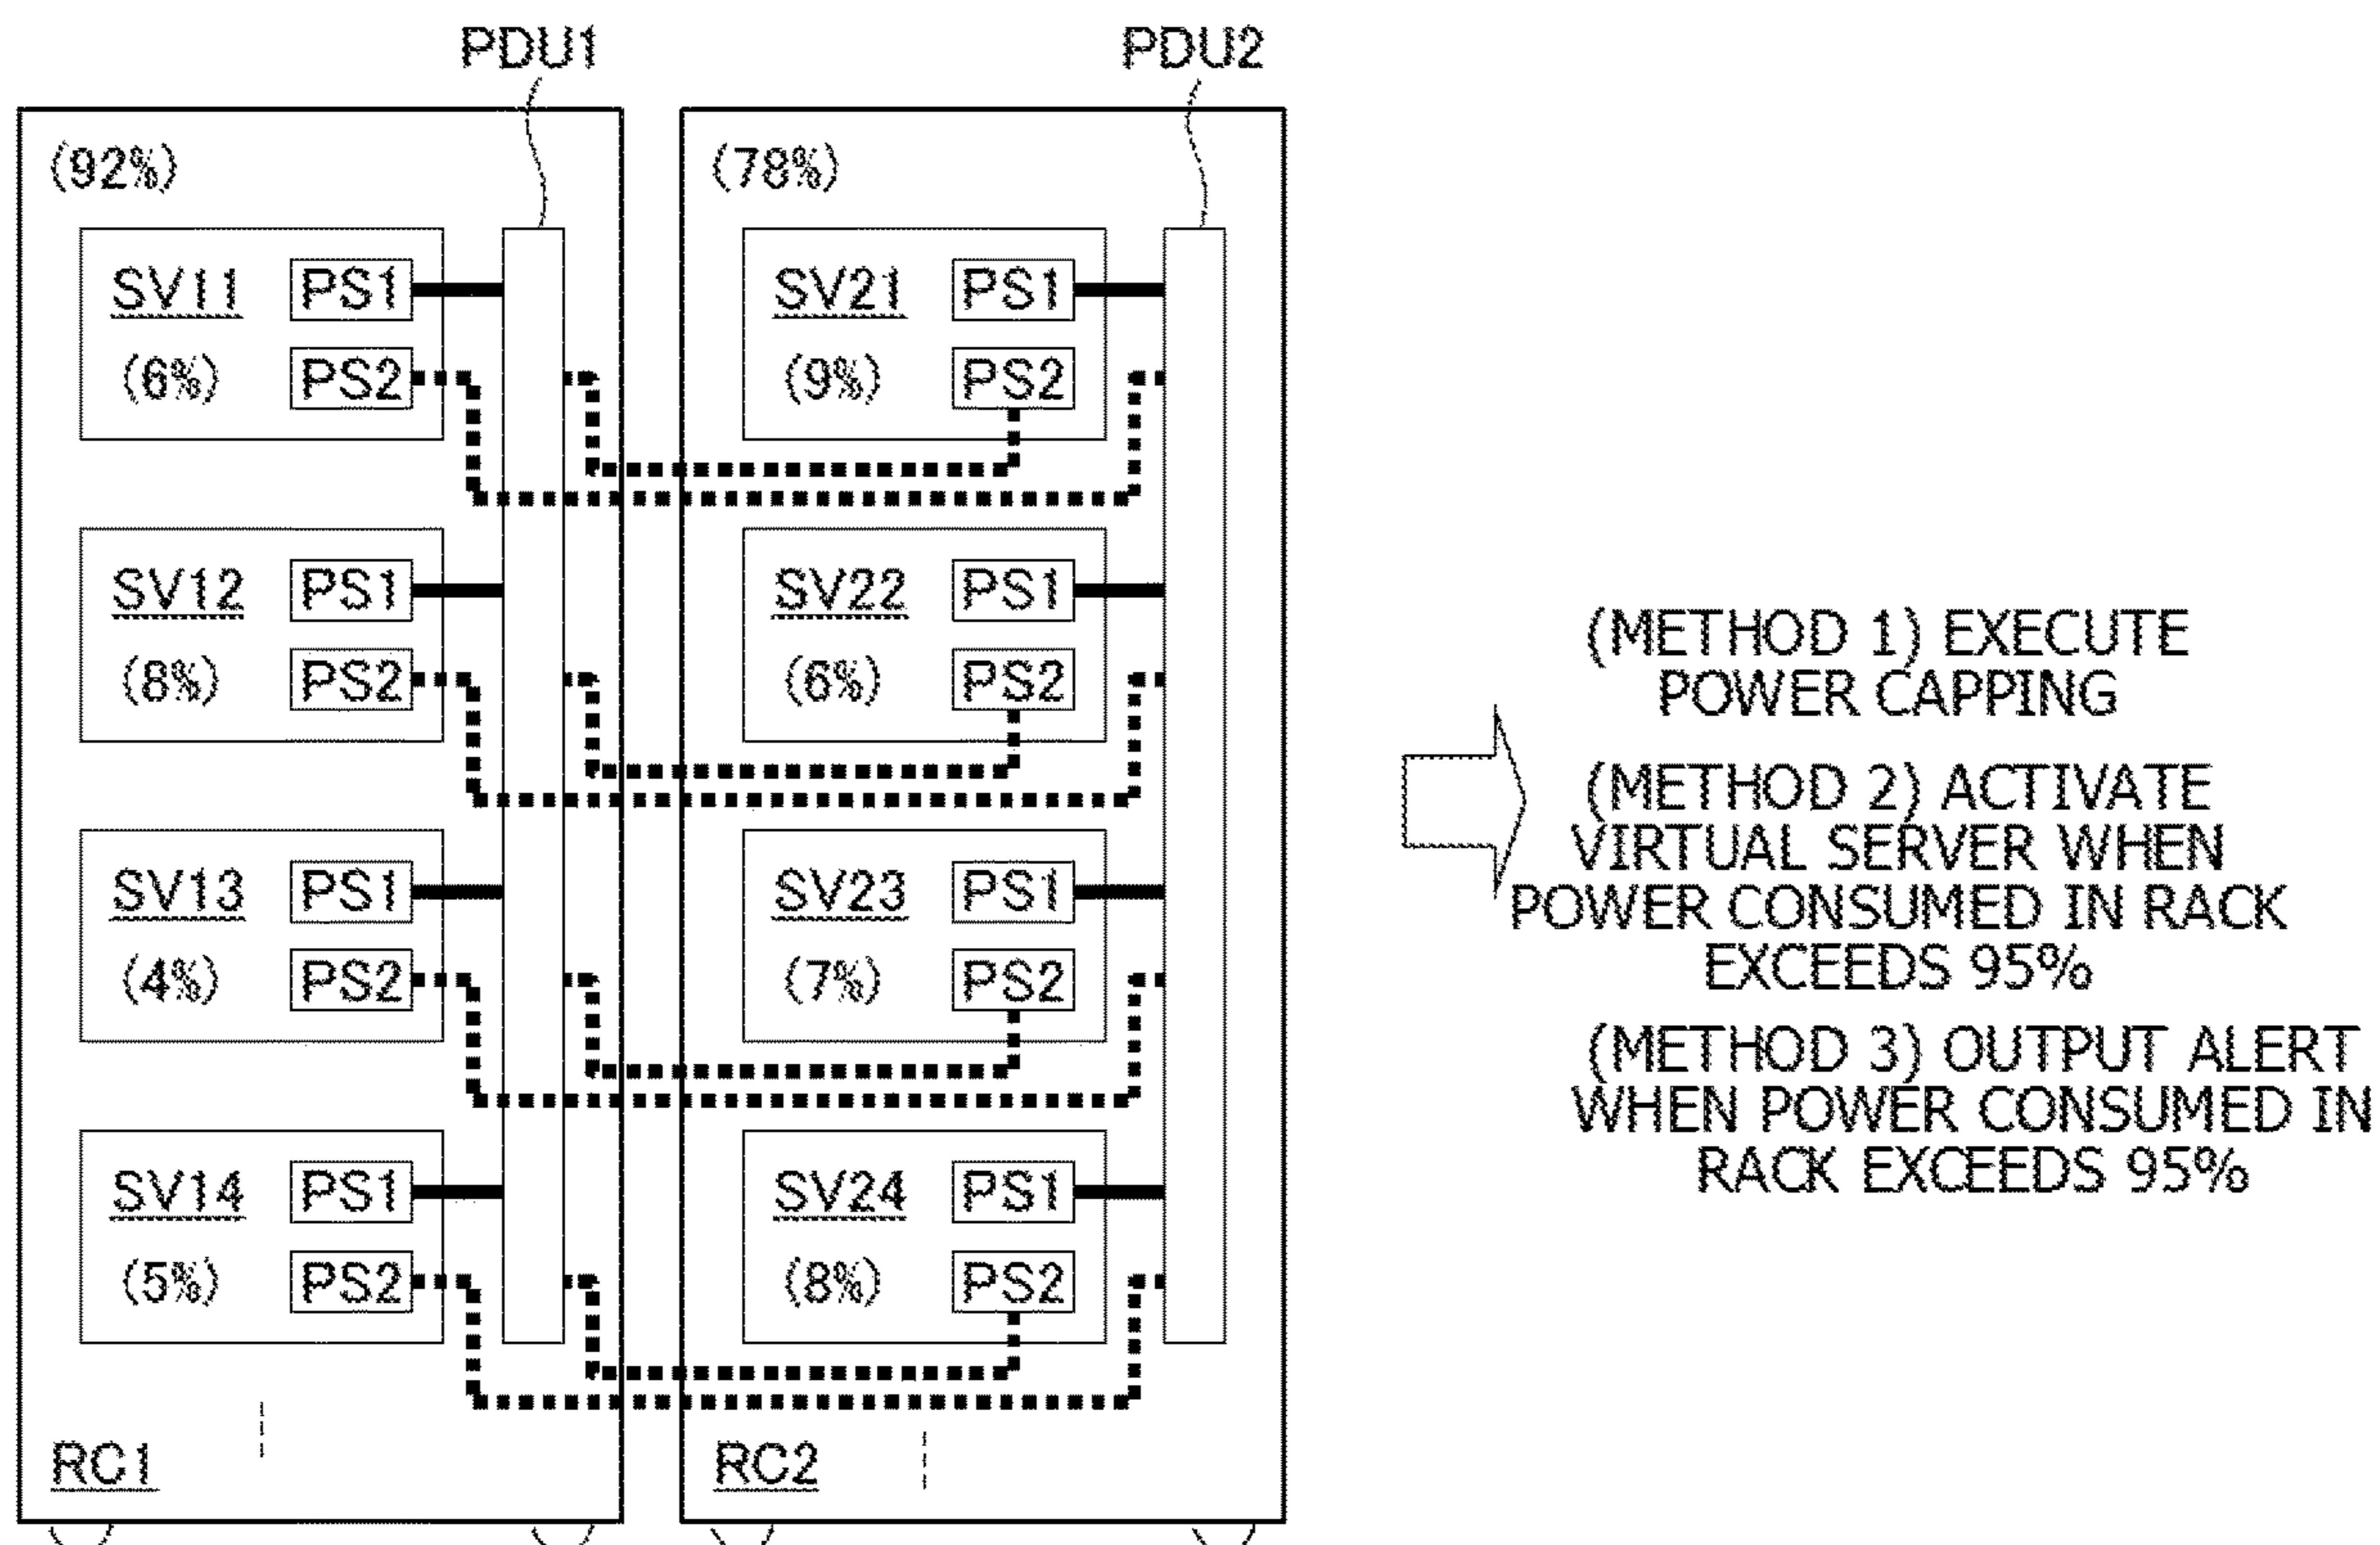 PDU1
PDU2
(92%)
(78%)
SV11
PS1
(6%)
PS2
SV21
PS1
(9%)
PS2
SV12
PS1
(8%)
PS2
SV22
PS1
(6%)
PS2
SV13
PS1
(4%)
PS2
SV23
PS1
(7%)
PS2
SV14
PS1
(5%)
PS2
SV24
PS1
(8%)
PS2
RC1
RC2
(METHOD 1) EXECUTE
POWER CAPPING
(METHOD 2) ACTIVATE
VIRTUAL SERVER WHEN
POWER CONSUMED IN RACK
EXCEEDS 95%
(METHOD 3) OUTPUT ALERT
WHEN POWER CONSUMED IN
RACK EXCEEDS 95%